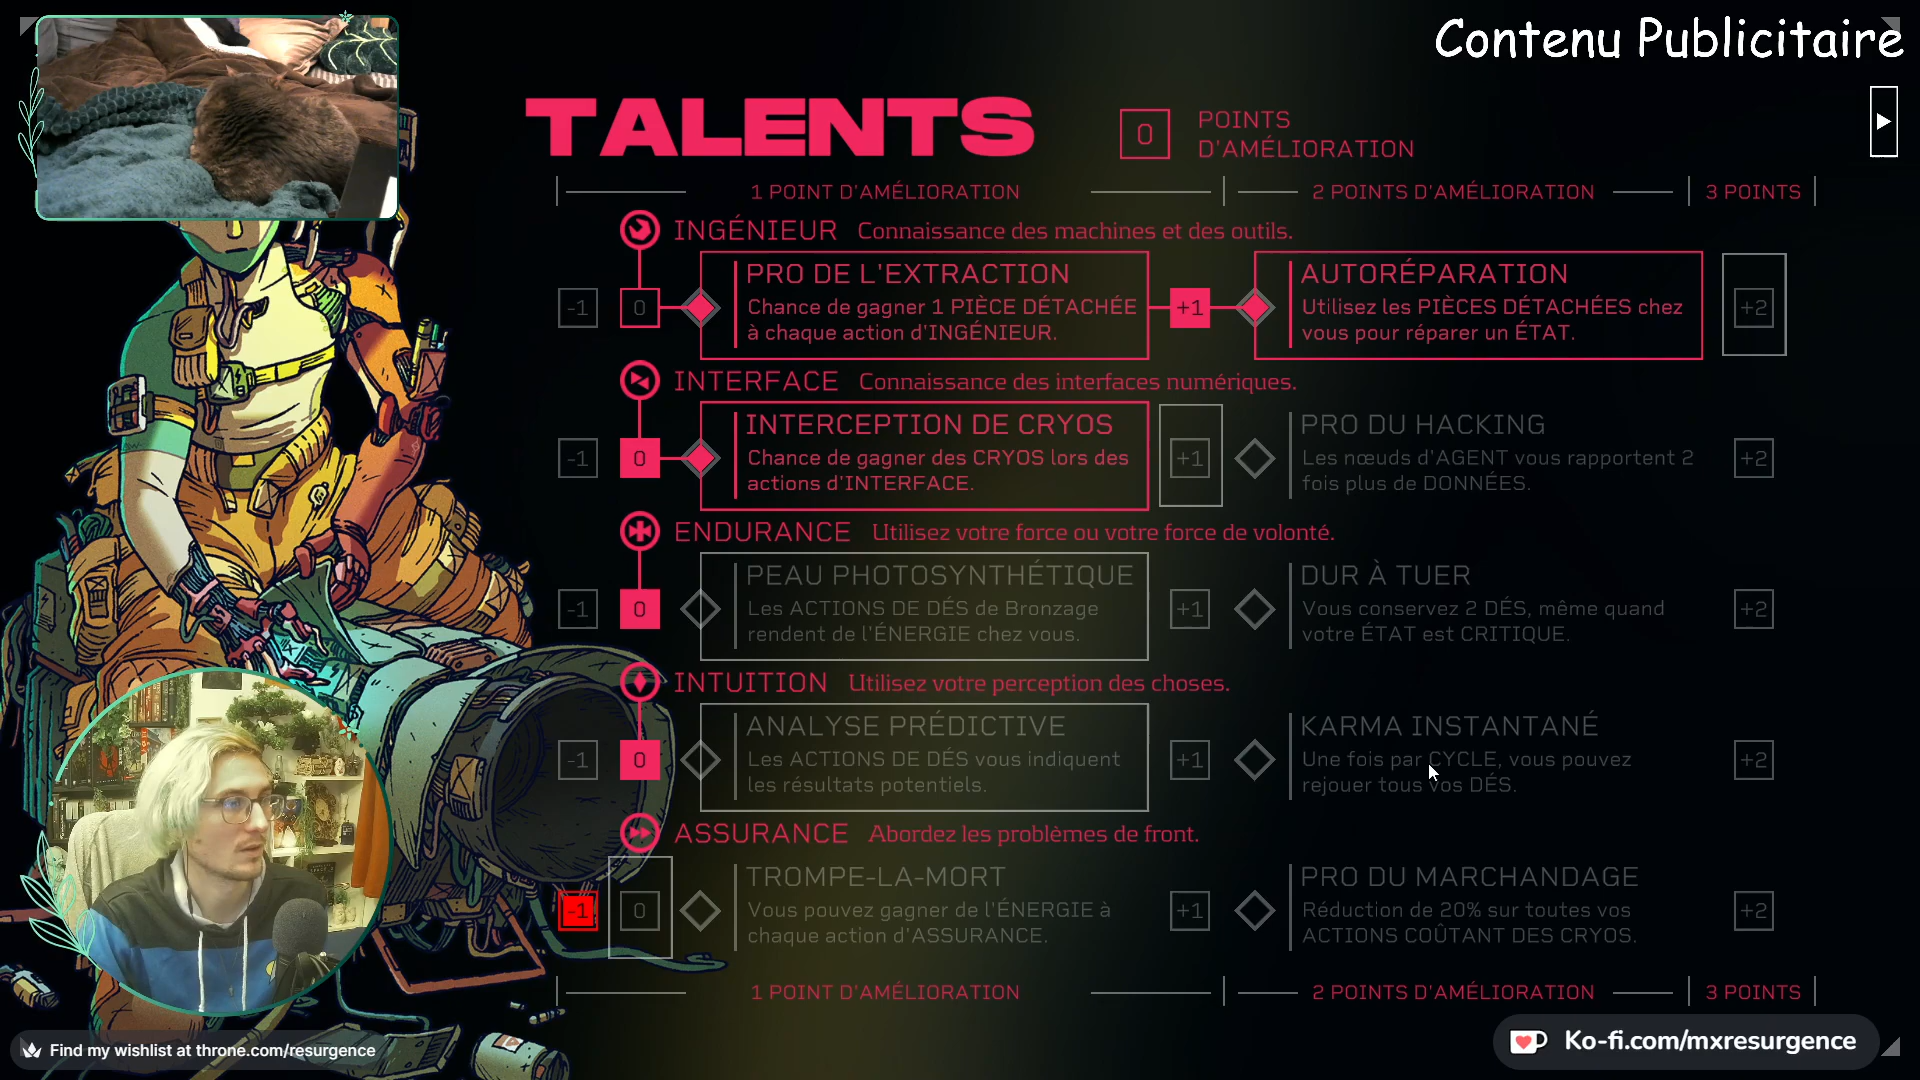 Contenu Publicitaire
TALENTS
0
POINTS
D'AMÉLIORATION
1 POINT D'AMÉLIORATION
2 POINTS D'AMÉLIORATION
3 POINTS
INGÉNIEUR Connaissance des machines et des outils.
-1
0
PRO DE L'EXTRACTION
Chance de gagner 1 PIÈCE DÉTACHÉE
à chaque action d'INGÉNIEUR.
+1
AUTORÉPARATION
Utilisez les PIÈCES DÉTACHÉES chez
vous pour réparer un ÉTAT.
+2
INTERFACE Connaissance des interfaces numériques.
-1
0
INTERCEPTION DE CRYOS
Chance de gagner des CRYOS lors des
actions d'INTERFACE.
+1
PRO DU HACKING
Les nœuds d'AGENT vous rapportent 2
fois plus de DONNÉES.
+2
ENDURANCE Utilisez votre force ou votre force de volonté.
-1
0
PEAU PHOTOSYNTHÉTIQUE
Les ACTIONS DE DÉS de Bronzage
rendent de l'ÉNERGIE chez vous.
+1
DUR À TUER
Vous conservez 2 DÉS, même quand
votre ÉTAT est CRITIQUE.
+2
INTUITION Utilisez votre perception des choses.
-1
0
ANALYSE PRÉDICTIVE
Les ACTIONS DE DÉS vous indiquent
les résultats potentiels.
+1
KARMA INSTANTANÉ
Une fois par CYCLE, vous pouvez
rejouer tous vos DÉS.
+2
ASSURANCE Abordez les problèmes de front.
-1
0
TROMPE-LA-MORT
Vous pouvez gagner de l'ÉNERGIE à
chaque action d'ASSURANCE.
+1
PRO DU MARCHANDAGE
Réduction de 20% sur toutes vos
ACTIONS COÛTANT DES CRYOS.
+2
1 POINT D'AMÉLIORATION
2 POINTS D'AMÉLIORATION
3 POINTS
Find my wishlist at throne.com/resurgence
Ko-fi.com/mxresurgence